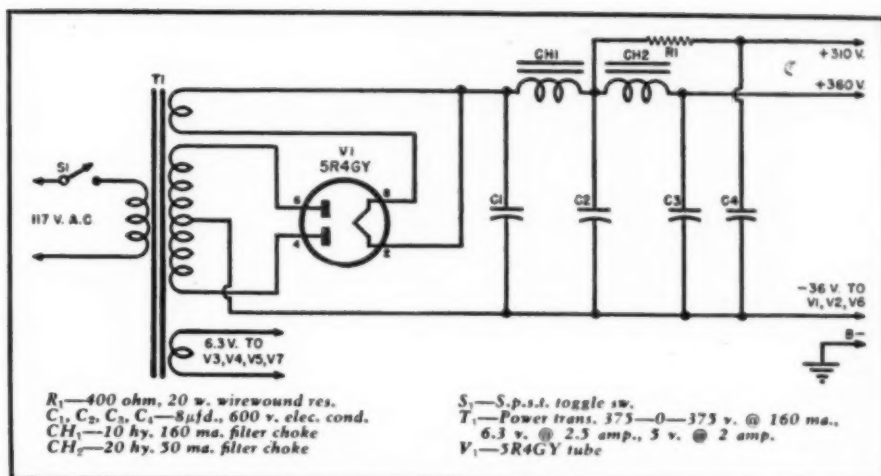 T1
S1
117 V. A.C.
V1
5R4GY
6
8
4
2
6.3 V. TO
V3,V4,V5,V7
CH1
CH2
R1
+310 V.
+360 V.
C1
C2
C3
C4
-36 V. TO
V1, V2, V6
B-
R₁—400 ohm, 20 w. wirewound res.
C₁, C₂, C₃, C₄—8μfd., 600 v. elec. cond.
CH₁—10 hy. 160 ma. filter choke
CH₂—20 hy. 50 ma. filter choke
S₁—S.p.s.t. toggle sw.
T₁—Power trans. 375—0—375 v. @ 160 ma.,
6.3 v. @ 2.5 amp., 5 v. @ 2 amp.
V₁—5R4GY tube